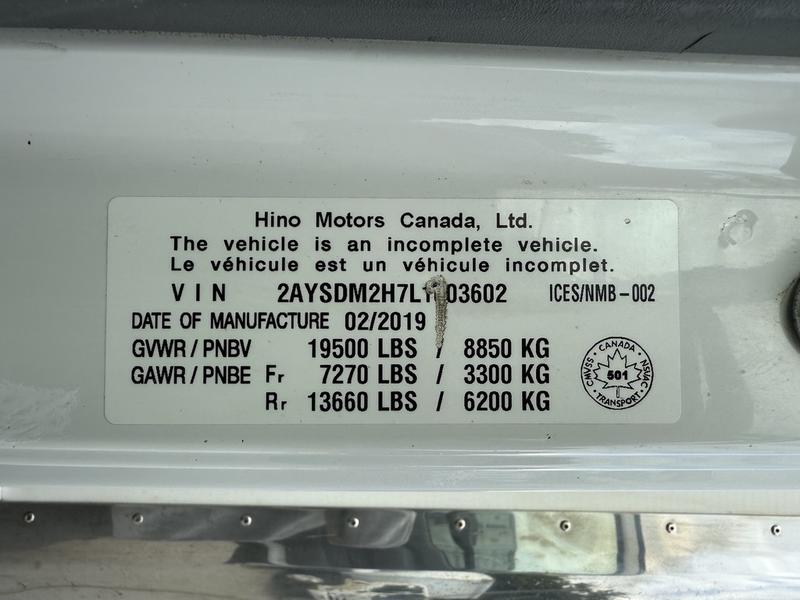 Hino Motors Canada, Ltd.
The vehicle is an incomplete vehicle.
Le véhicule est un véhicule incomplet.
VIN ICES/NMB-002
DATE OF MANUFACTURE 02/2019
GVWR / PNBV 19500 LBS / 8850 KG
GAWR / PNBE Fr 7270 LBS / 3300 KG
Rr 13660 LBS / 6200 KG
CANADA
501
TRANSPORT
CMVSS
NSVAC